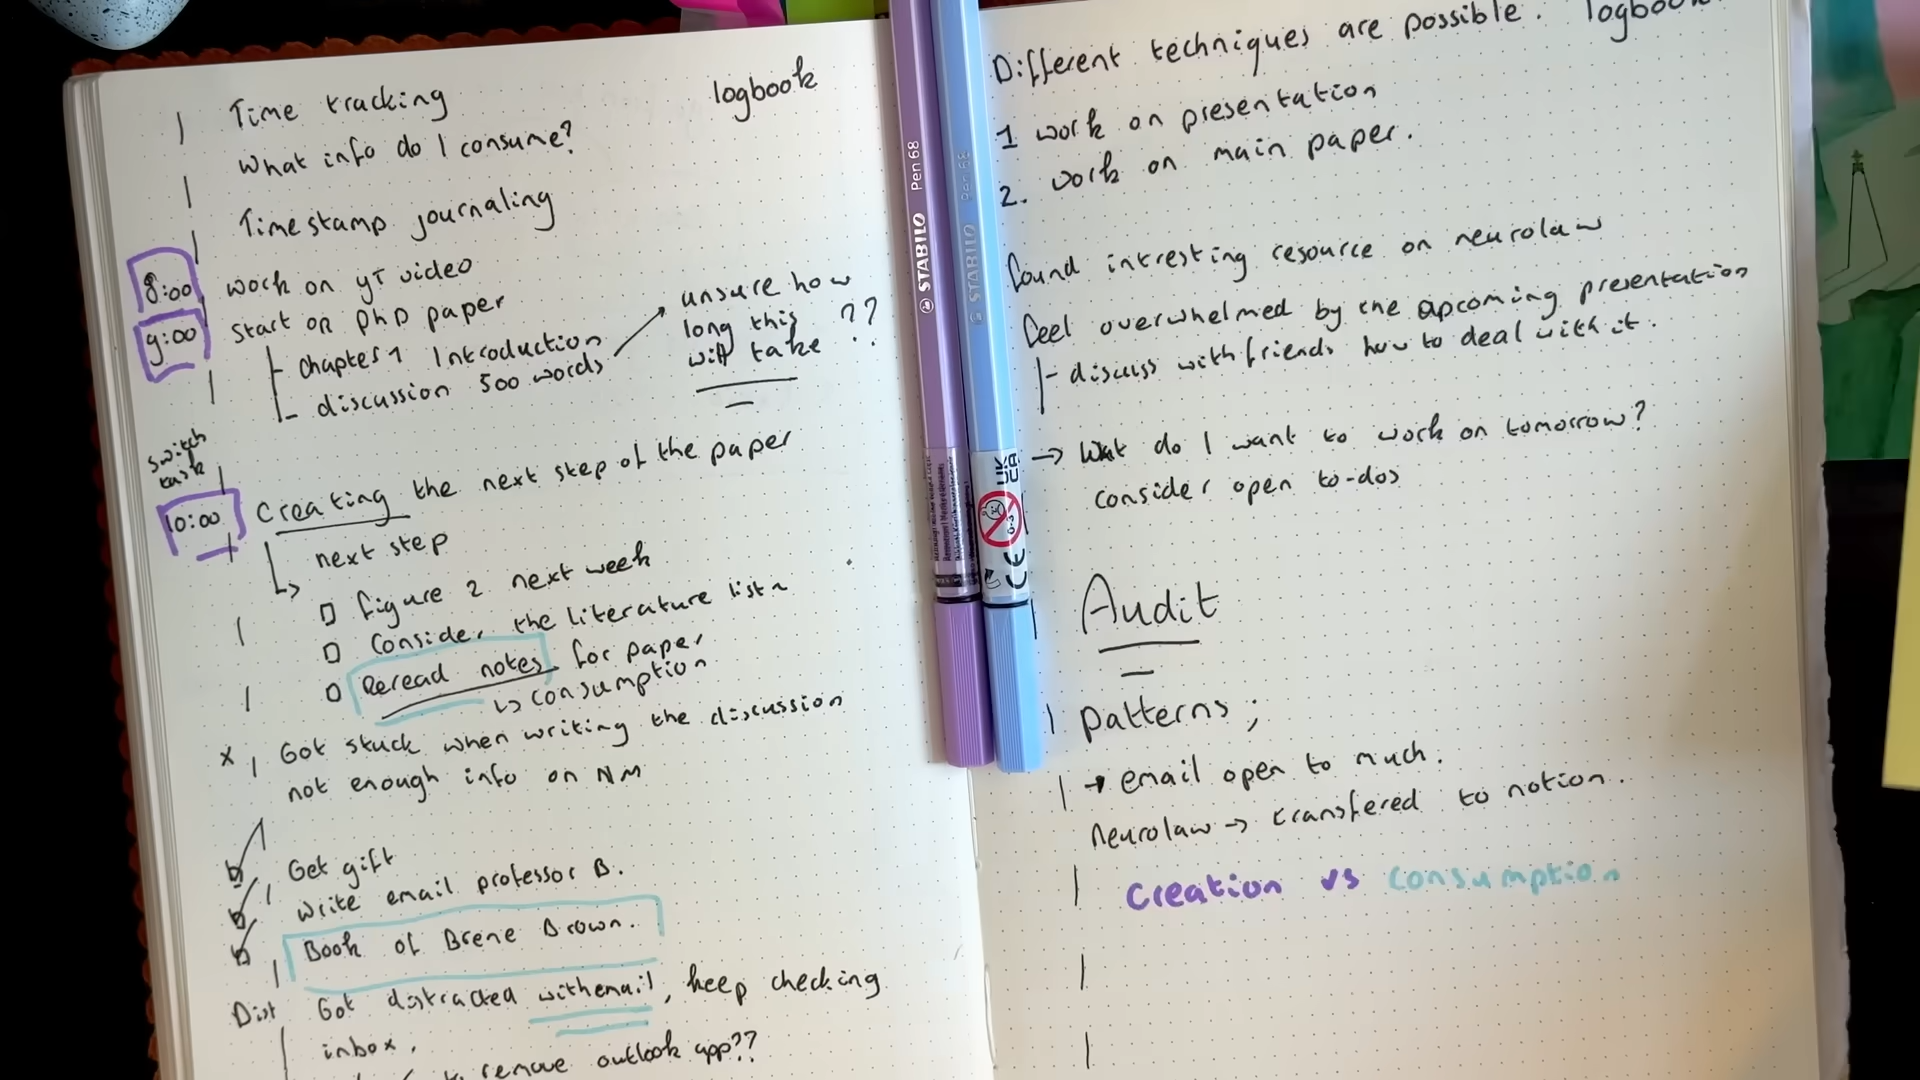 Time tracking
logbook
What info do I consume?
Timestamp journaling
8:00 work on YT video
9:00 start on PhD paper
chapter 1 Introduction
discussion 500 words
unsure how
long this ??
will take
switch
task
10:00 Creating the next step of the paper
next step
figure 2 next week
Consider the literature list
Reread notes for paper
consumption
x Got stuck when writing the discussion
not enough info on NM
Get gift
Write email professor B.
Book of Brene Brown.
Dist Got distracted with email, keep checking
inbox.
to remove outlook app??
STABILO Pen 68
STABILO Pen 68
UK
CA
0-3
CE
Different techniques are possible. logbook
1 work on presentation
2. work on main paper.
found intresting resource on neurolaw
feel overwhelmed by the upcoming presentation
- discuss with friends how to deal with it.
→ What do I want to work on tomorrow?
consider open to-dos
Audit
patterns;
→ email open to much.
neurolaw → transfered to notion.
Creation vs consumption